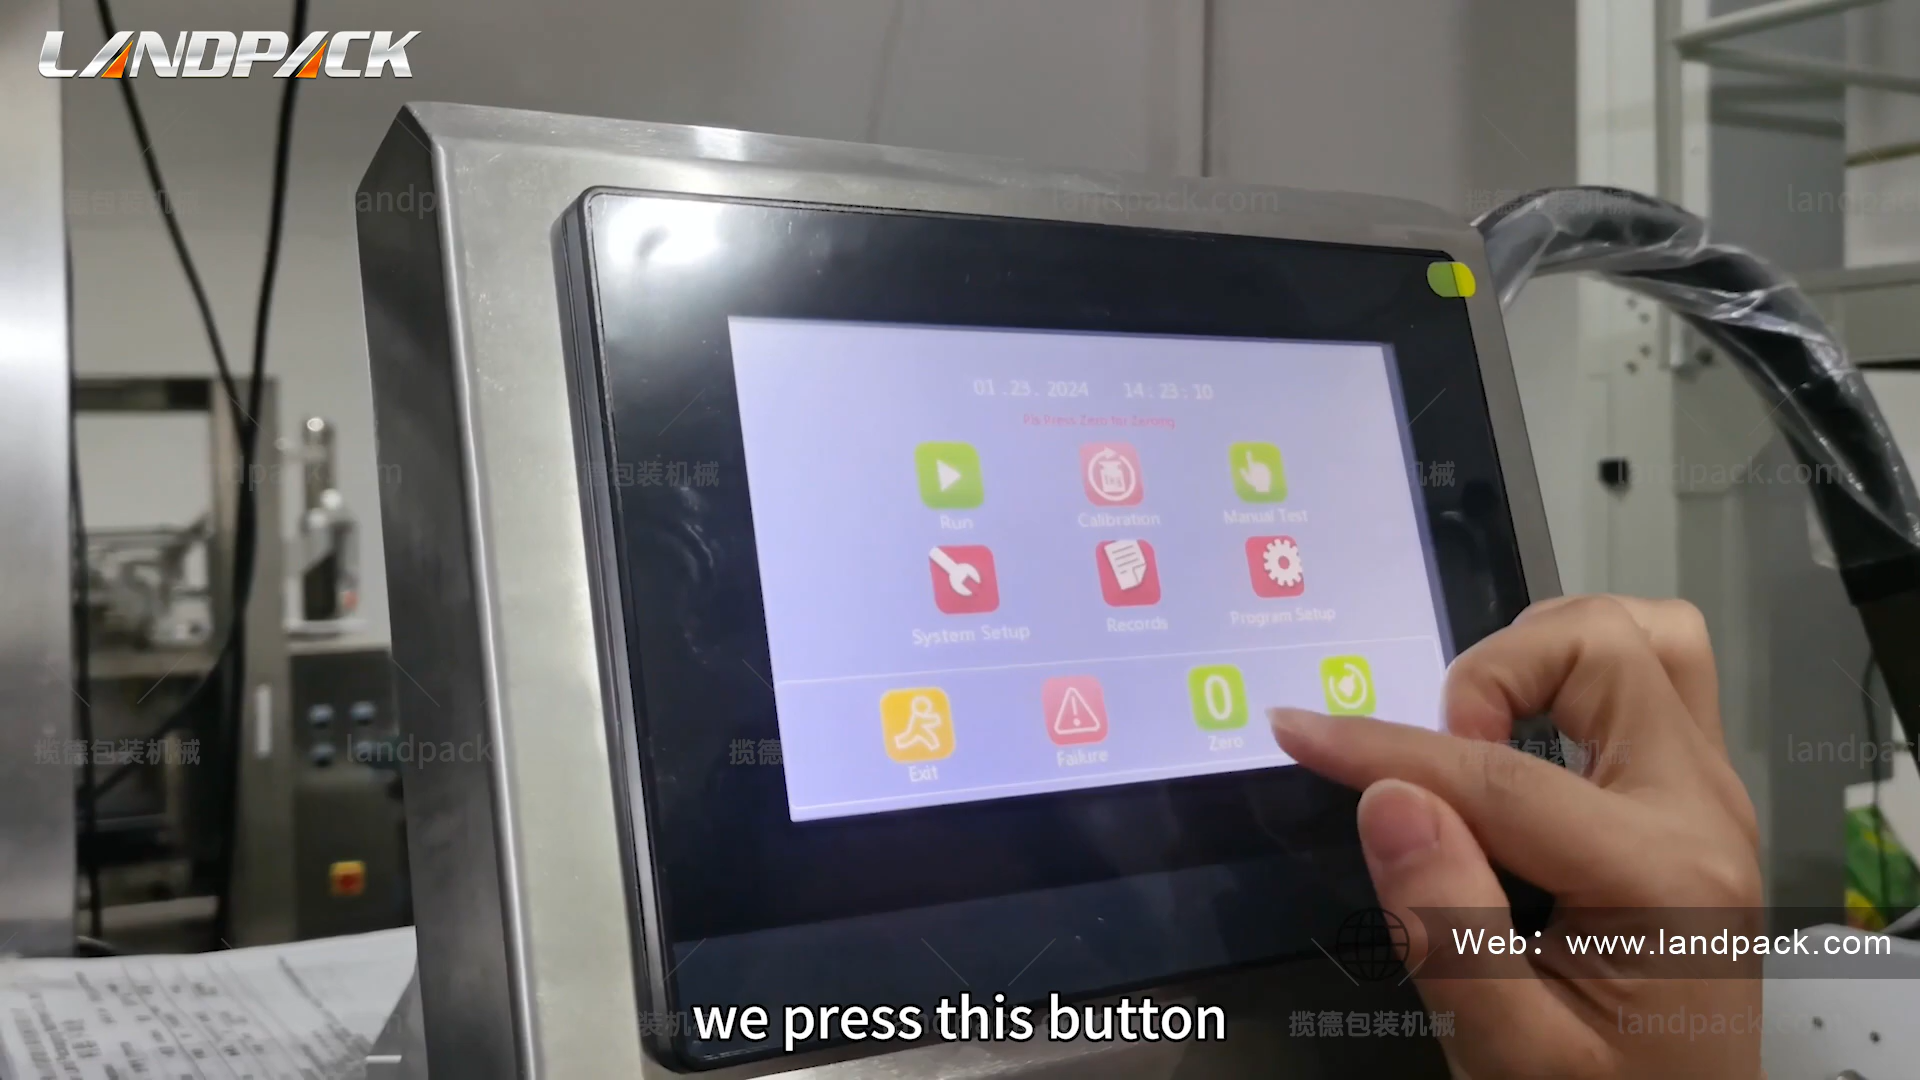 LANDPACK
01.23.2024 14:23:10
Pls Press Zero for Zeroing
Run
Calibration
Manual Test
System Setup
Records
Program Setup
Exit
Failure
0
Zero
Web：www.landpack.com
we press this button
landpack.com
揽德包装机械